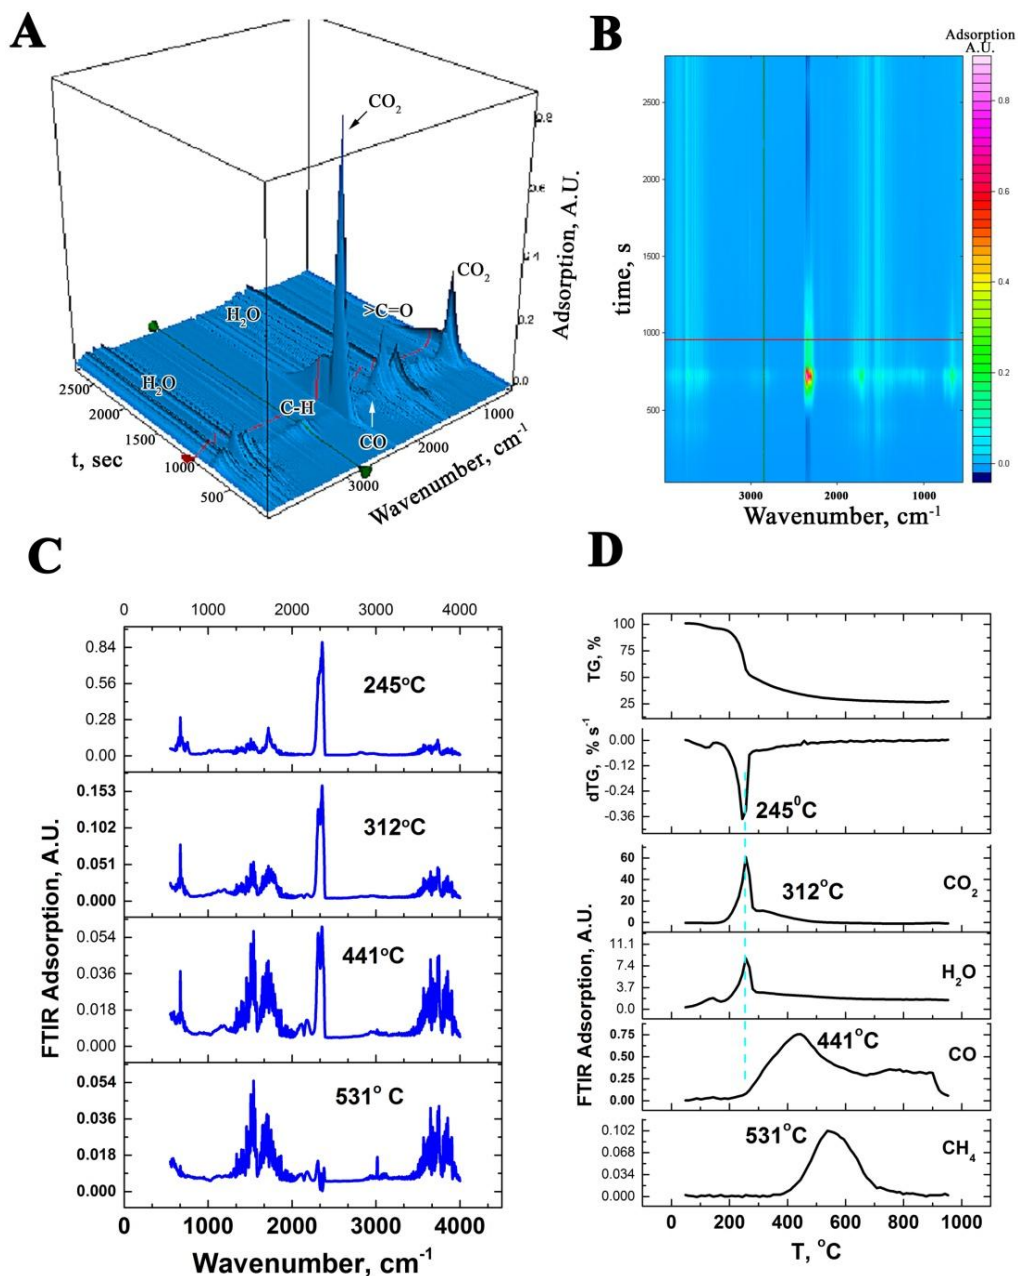 A
CO2
0.8
0.6
Adsorption, A.U.
CO2
0.2
>C=O
H2O
H2O
C-H
CO
0.0
2500
2000
1500
1000
500
t, sec
1000
2000
3000
Wavenumber, cm-1
B
Adsorption
A.U.
0.8
0.6
0.4
0.2
0.0
2500
2000
1500
1000
500
time, s
3000 2000 1000
Wavenumber, cm-1
C
0 1000 2000 3000 4000
0.84
0.56
0.28
0.00
245°C
0.153
0.102
0.051
0.000
312°C
0.054
0.036
0.018
0.000
441°C
0.054
0.036
0.018
0.000
531° C
FTIR Adsorption, A.U.
0 1000 2000 3000 4000
Wavenumber, cm-1
D
100
75
50
25
TG, %
0.00
-0.12
-0.24
-0.36
dTG, % s-1
245°C
60
40
20
0
312°C
CO2
11.1
7.4
3.7
0.0
H2O
0.75
0.50
0.25
0.00
441°C
CO
0.102
0.068
0.034
0.000
531°C
CH4
FTIR Adsorption, A.U.
0 200 400 600 800 1000
T, °C